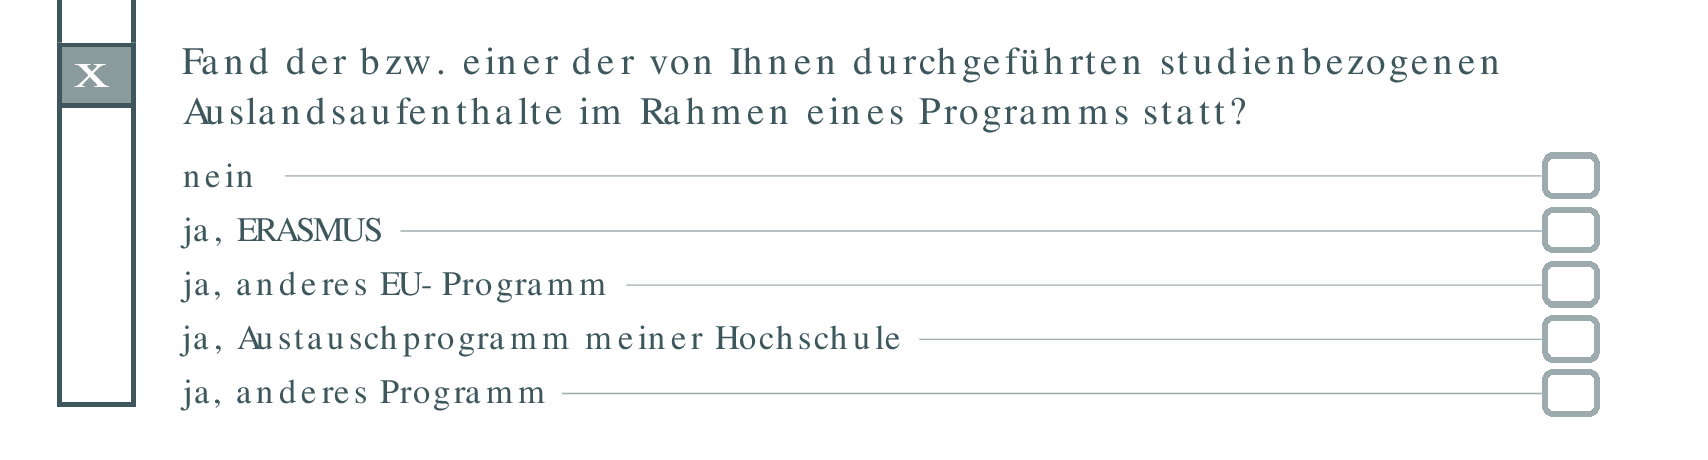 x
Fand der bzw. einer der von Ihnen durchgeführten studienbezogenen
Auslandsaufenthalte im Rahmen eines Programms statt?
nein
ja, ERASMUS
ja, anderes EU- Programm
ja, Austauschprogramm meiner Hochschule
ja, anderes Programm